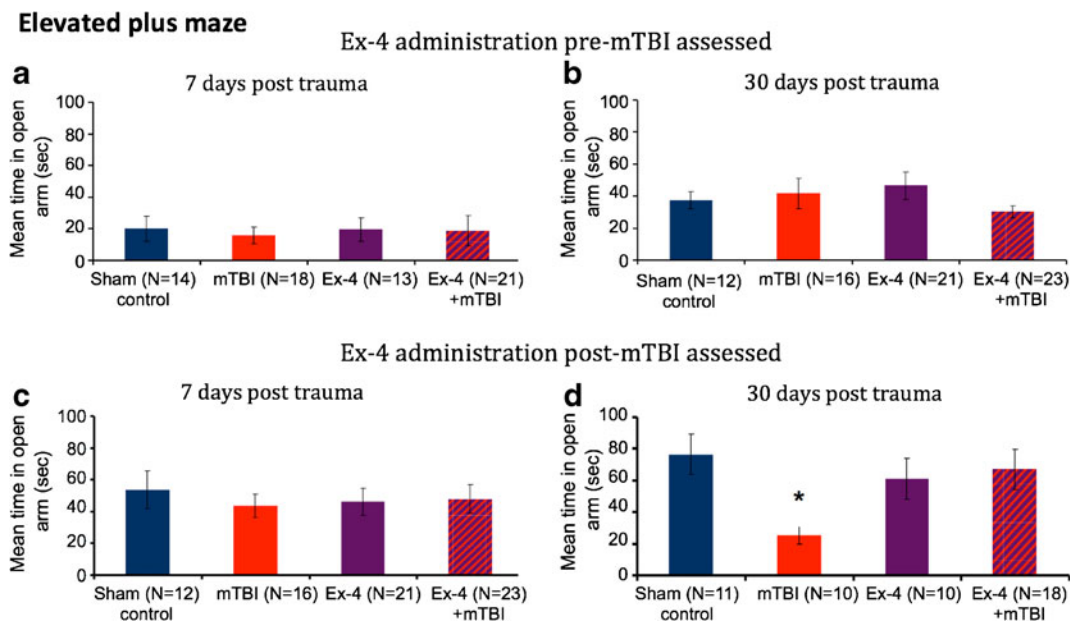 Elevated plus maze
Ex-4 administration pre-mTBI assessed
a
7 days post trauma
Mean time in open
arm (sec)
100
80
60
40
20
0
Sham (N=14)
control
mTBI (N=18)
Ex-4 (N=13)
Ex-4 (N=21)
+mTBI
b
30 days post trauma
Mean time in open
arm (sec)
100
80
60
40
20
0
Sham (N=12)
control
mTBI (N=16)
Ex-4 (N=21)
Ex-4 (N=23)
+mTBI
Ex-4 administration post-mTBI assessed
c
7 days post trauma
Mean time in open
arm (sec)
100
80
60
40
20
0
Sham (N=12)
control
mTBI (N=16)
Ex-4 (N=21)
Ex-4 (N=23)
+mTBI
d
30 days post trauma
Mean time in open
arm (sec)
100
80
60
40
20
0
*
Sham (N=11)
control
mTBI (N=10)
Ex-4 (N=10)
Ex-4 (N=18)
+mTBI